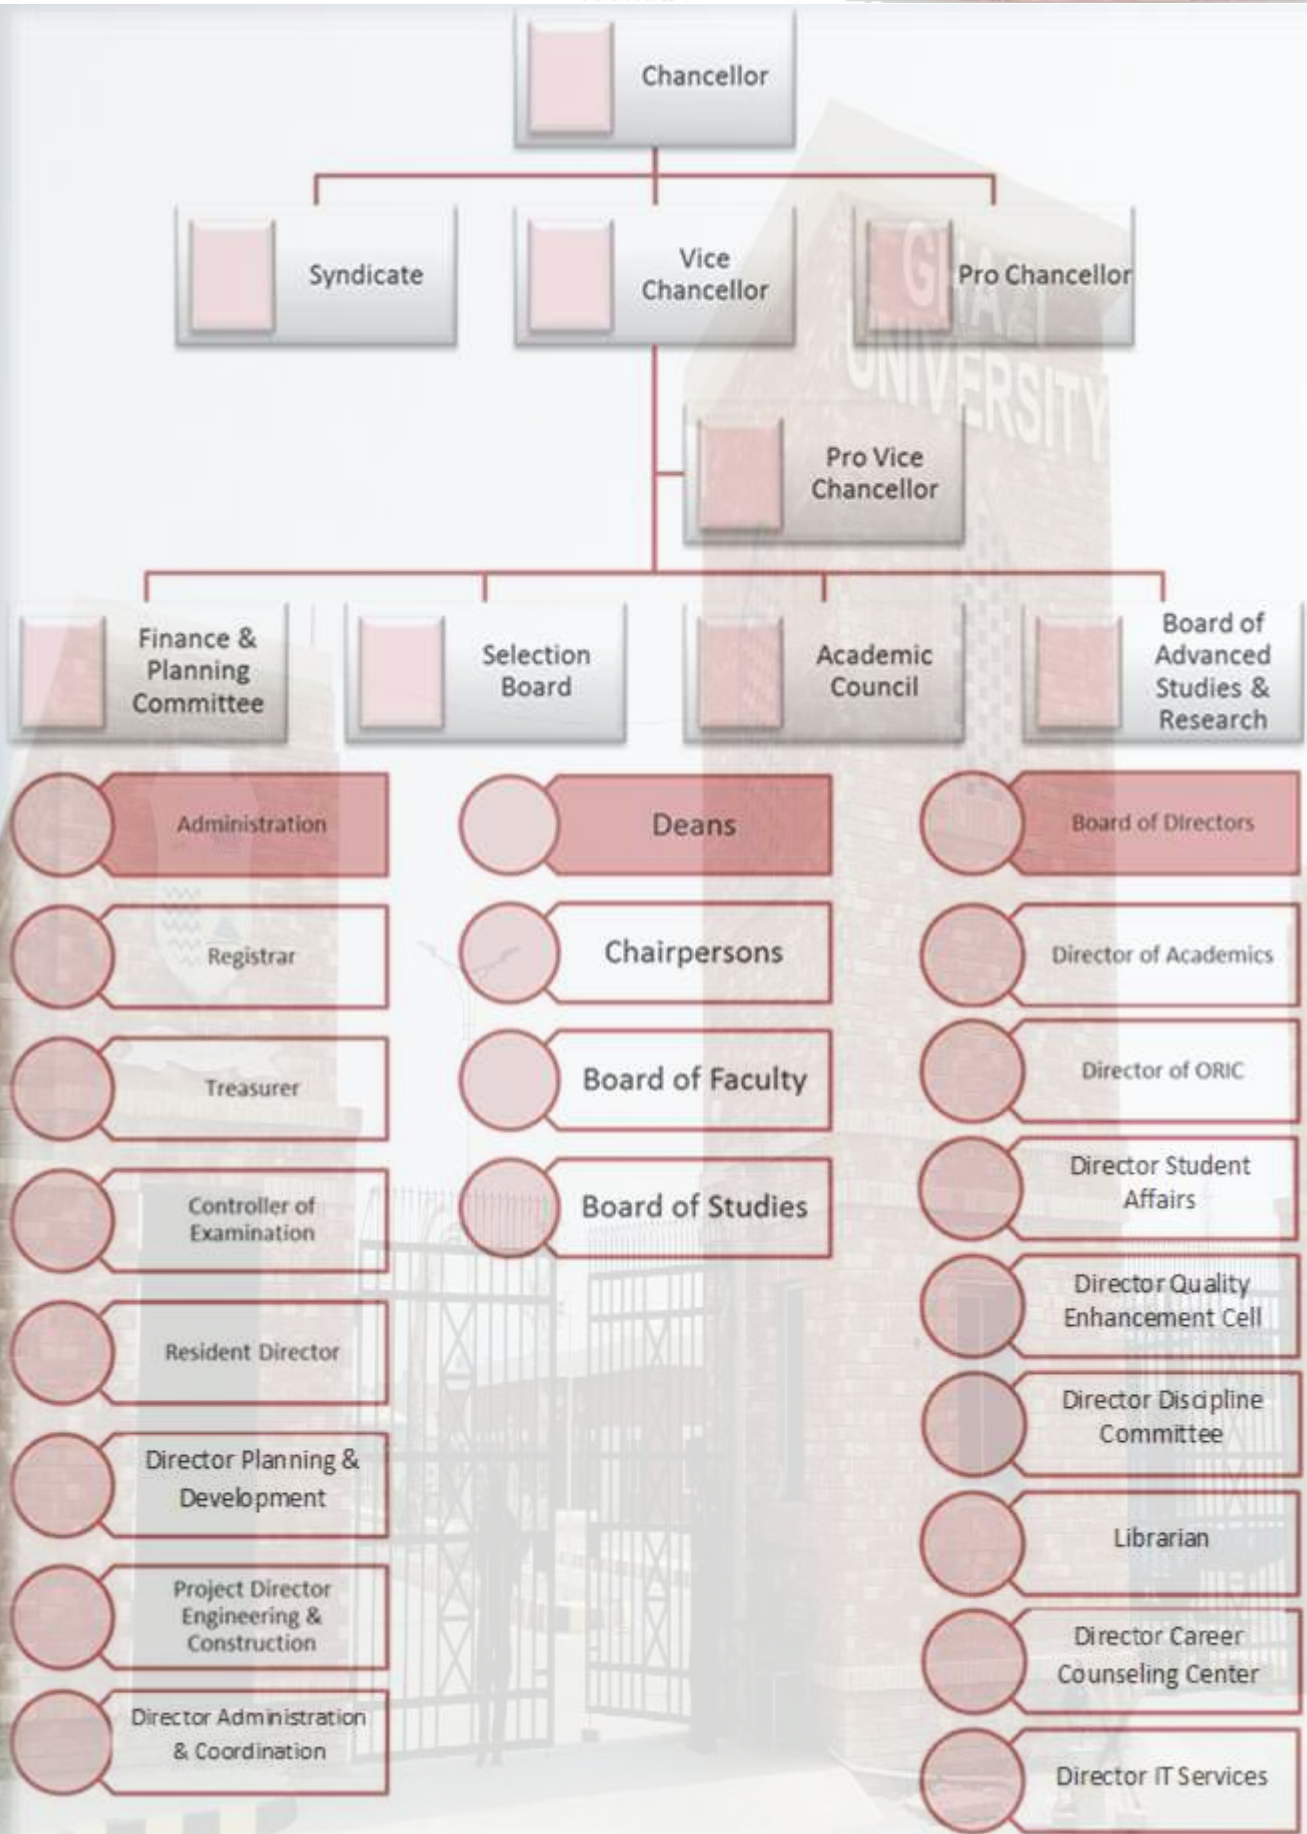 Chancellor
Syndicate
Vice
Chancellor
Pro Chancellor
GHAZI
UNIVERSITY
Pro Vice
Chancellor
Finance &
Planning
Committee
Selection
Board
Academic
Council
Board of
Advanced
Studies &
Research
Administration
Registrar
Treasurer
Controller of
Examination
Resident Director
Director Planning &
Development
Project Director
Engineering &
Construction
Director Administration
& Coordination
Deans
Chairpersons
Board of Faculty
Board of Studies
Board of Directors
Director of Academics
Director of ORIC
Director Student
Affairs
Director Quality
Enhancement Cell
Director Discipline
Committee
Librarian
Director Career
Counseling Center
Director IT Services